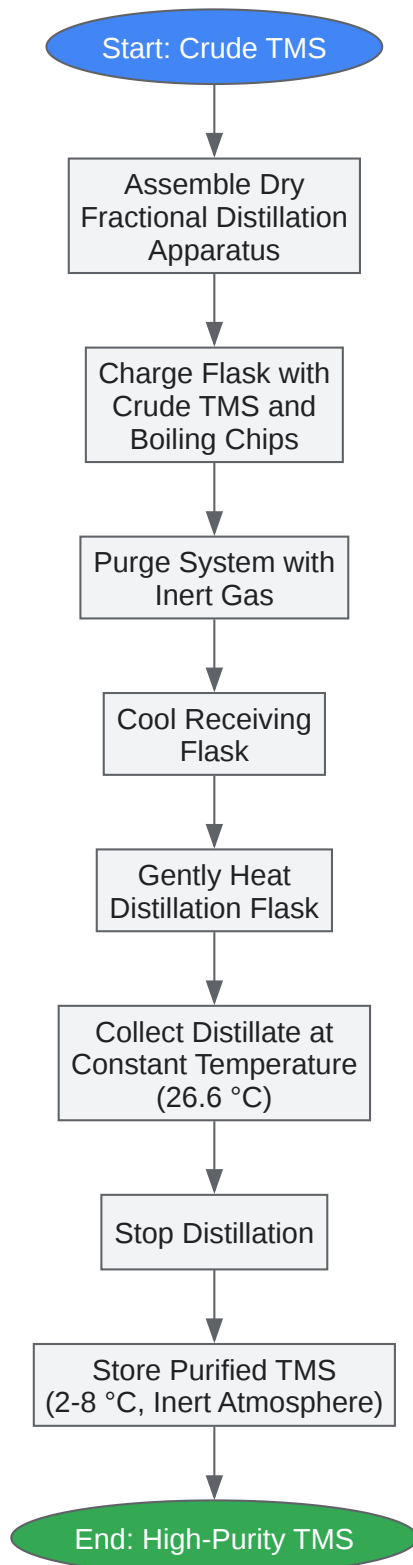 Start: Crude TMS
Assemble Dry
Fractional Distillation
Apparatus
Charge Flask with
Crude TMS and
Boiling Chips
Purge System with
Inert Gas
Cool Receiving
Flask
Gently Heat
Distillation Flask
Collect Distillate at
Constant Temperature
(26.6 °C)
Stop Distillation
Store Purified TMS
(2-8 °C, Inert Atmosphere)
End: High-Purity TMS